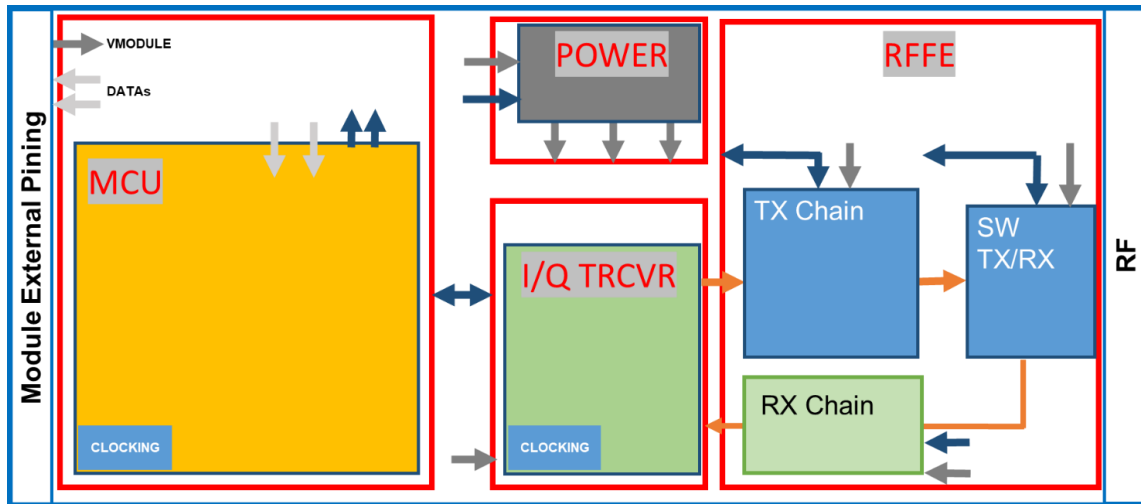 Module External Pining
VMODULE
DATAs
MCU
CLOCKING
POWER
I/Q TRCVR
CLOCKING
RFFE
TX Chain
SW
TX/RX
RX Chain
RF